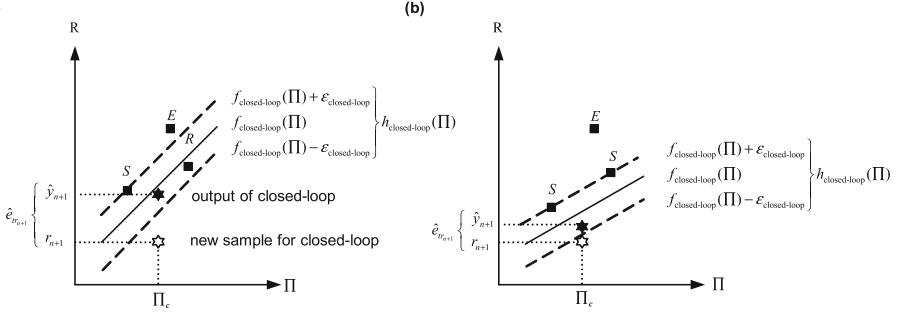 (b)
R
f_closed-loop(Π) + ε_closed-loop
f_closed-loop(Π)
f_closed-loop(Π) − ε_closed-loop
h_closed-loop(Π)
E
R
S
ŷ_n+1
ê_tr_n+1
r_n+1
output of closed-loop
new sample for closed-loop
Π_c
Π
R
E
S
S
f_closed-loop(Π) + ε_closed-loop
f_closed-loop(Π)
f_closed-loop(Π) − ε_closed-loop
h_closed-loop(Π)
ŷ_n+1
ê_tr_n+1
r_n+1
Π_c
Π